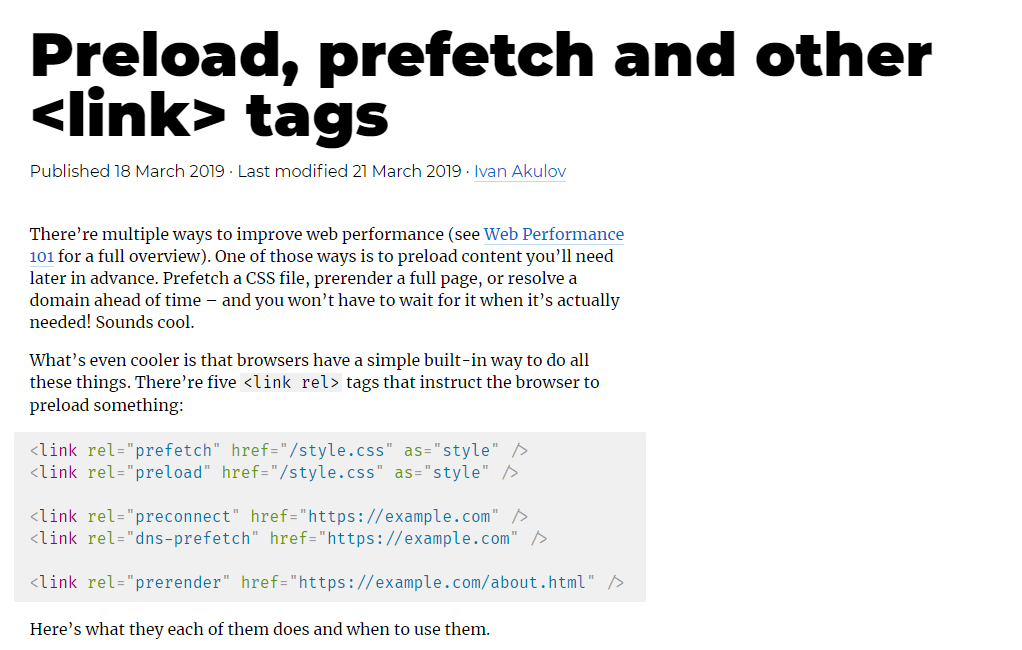 Preload, prefetch and other
<link> tags
Published 18 March 2019 · Last modified 21 March 2019 · Ivan Akulov
There’re multiple ways to improve web performance (see Web Performance
101 for a full overview). One of those ways is to preload content you’ll need
later in advance. Prefetch a CSS file, prerender a full page, or resolve a
domain ahead of time – and you won’t have to wait for it when it’s actually
needed! Sounds cool.
What’s even cooler is that browsers have a simple built-in way to do all
these things. There’re five <link rel> tags that instruct the browser to
preload something:
<link rel="prefetch" href="/style.css" as="style" />
<link rel="preload" href="/style.css" as="style" />
<link rel="preconnect" href="https://example.com" />
<link rel="dns-prefetch" href="https://example.com" />
<link rel="prerender" href="https://example.com/about.html" />
Here’s what they each of them does and when to use them.